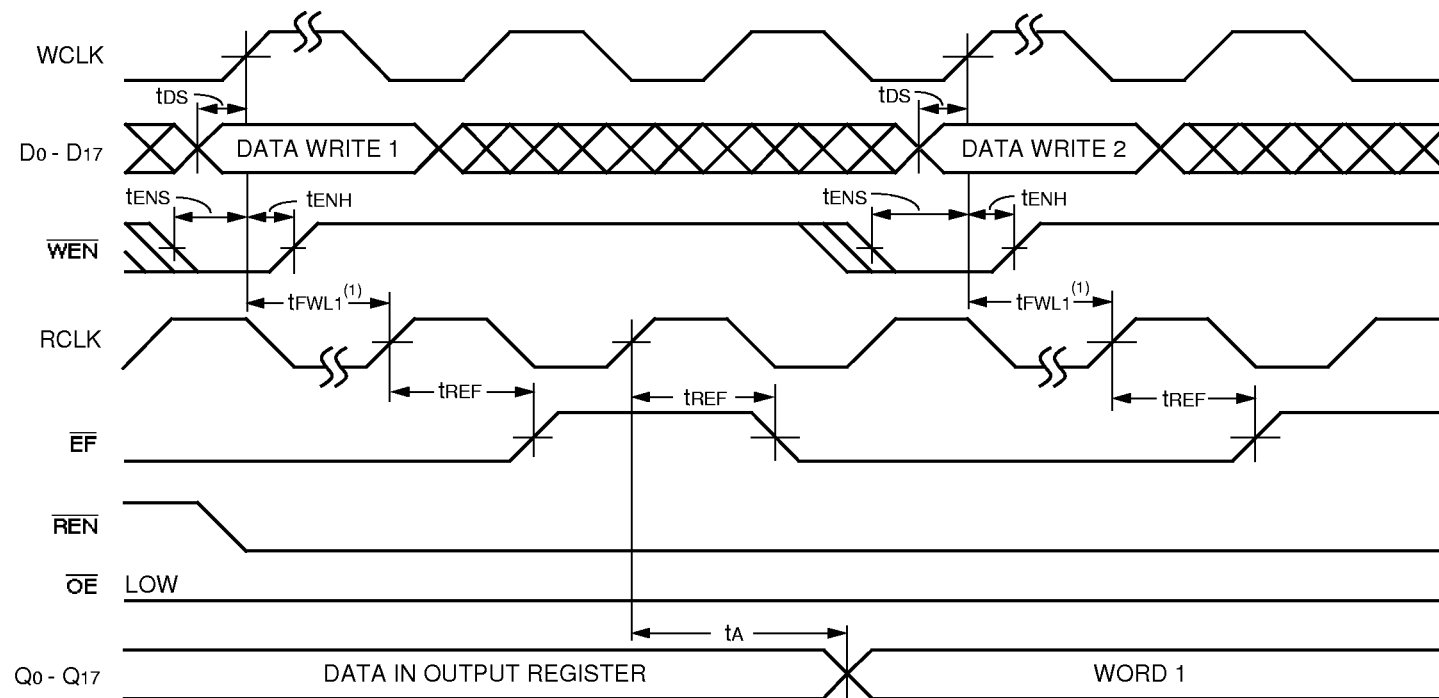 WCLK
tDS
tDS
D0 - D17
DATA WRITE 1
DATA WRITE 2
tENS
tENH
tENS
tENH
WEN
tFWL1(1)
tFWL1(1)
RCLK
tREF
tREF
tREF
EF
REN
OE
LOW
tA
Q0 - Q17
DATA IN OUTPUT REGISTER
WORD 1